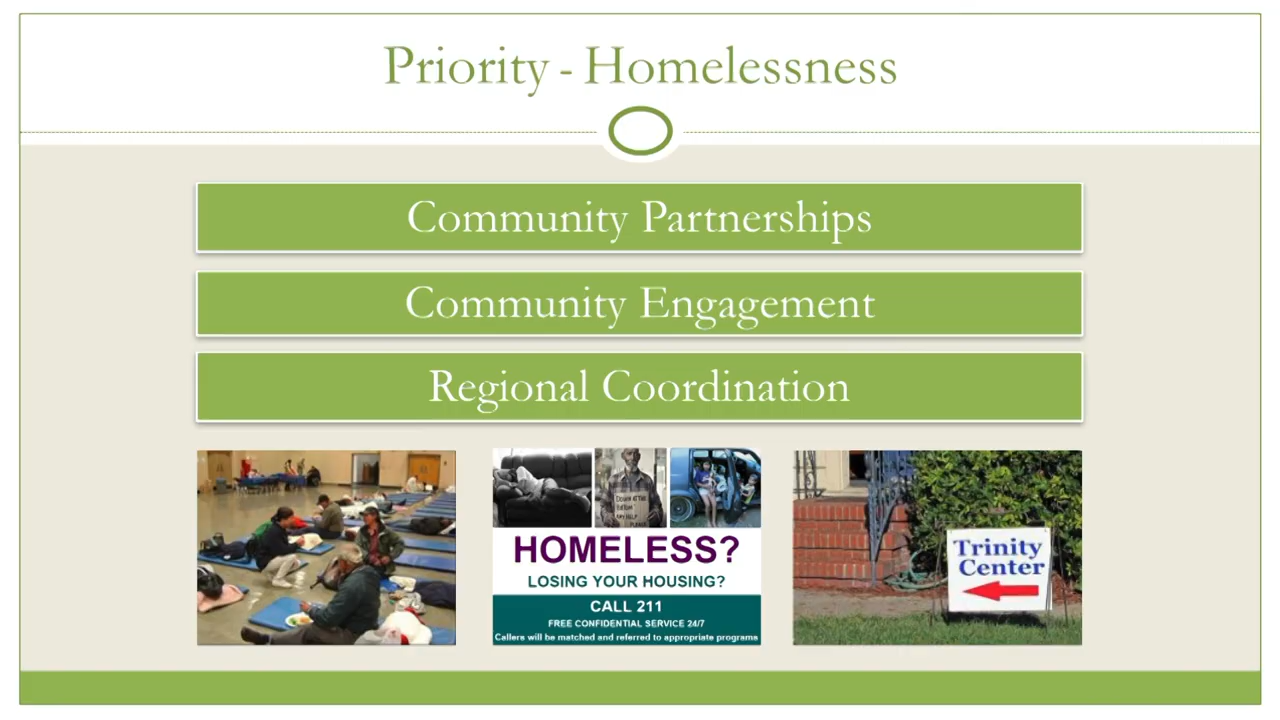 Priority - Homelessness
Community Partnerships
Community Engagement
Regional Coordination
HOMELESS?
LOSING YOUR HOUSING?
CALL 211
FREE CONFIDENTIAL SERVICE 24/7
Callers will be matched and referred to appropriate programs
Trinity
Center